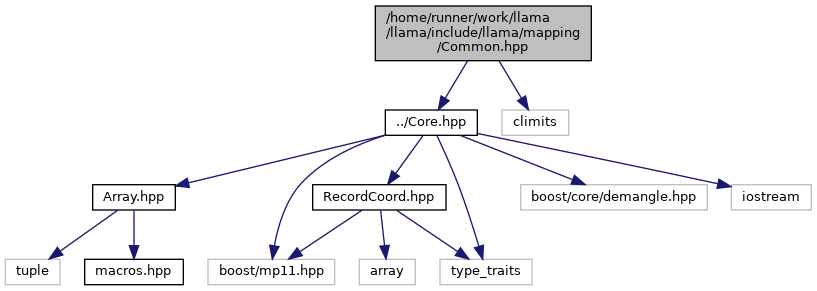 /home/runner/work/llama
/llama/include/llama/mapping
/Common.hpp
../Core.hpp
climits
Array.hpp
RecordCoord.hpp
boost/core/demangle.hpp
iostream
tuple
macros.hpp
boost/mp11.hpp
array
type_traits